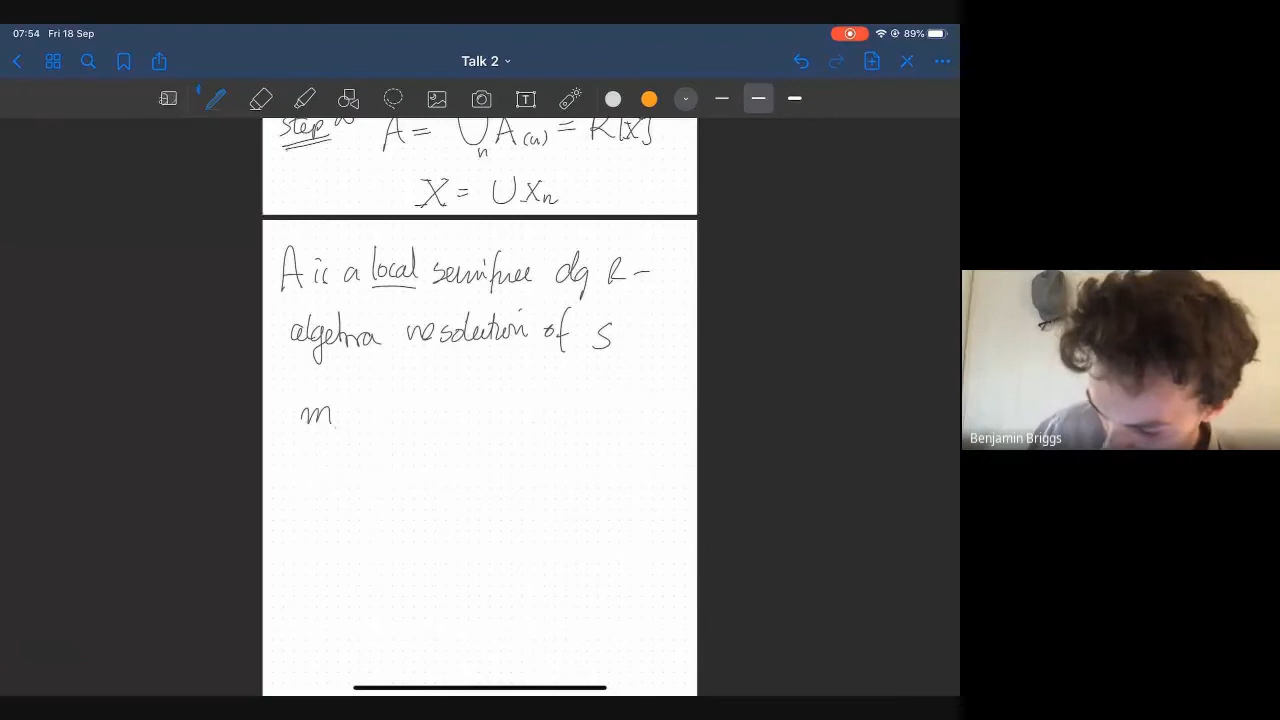 07:54 Fri 18 Sep
89%
Talk 2
step ∞ A = ⋃ₙ A₍ₙ₎ = R[X]
X = ∪ Xₙ
A is a local semifree dg R-
algebra resolution of S
m
Benjamin Briggs